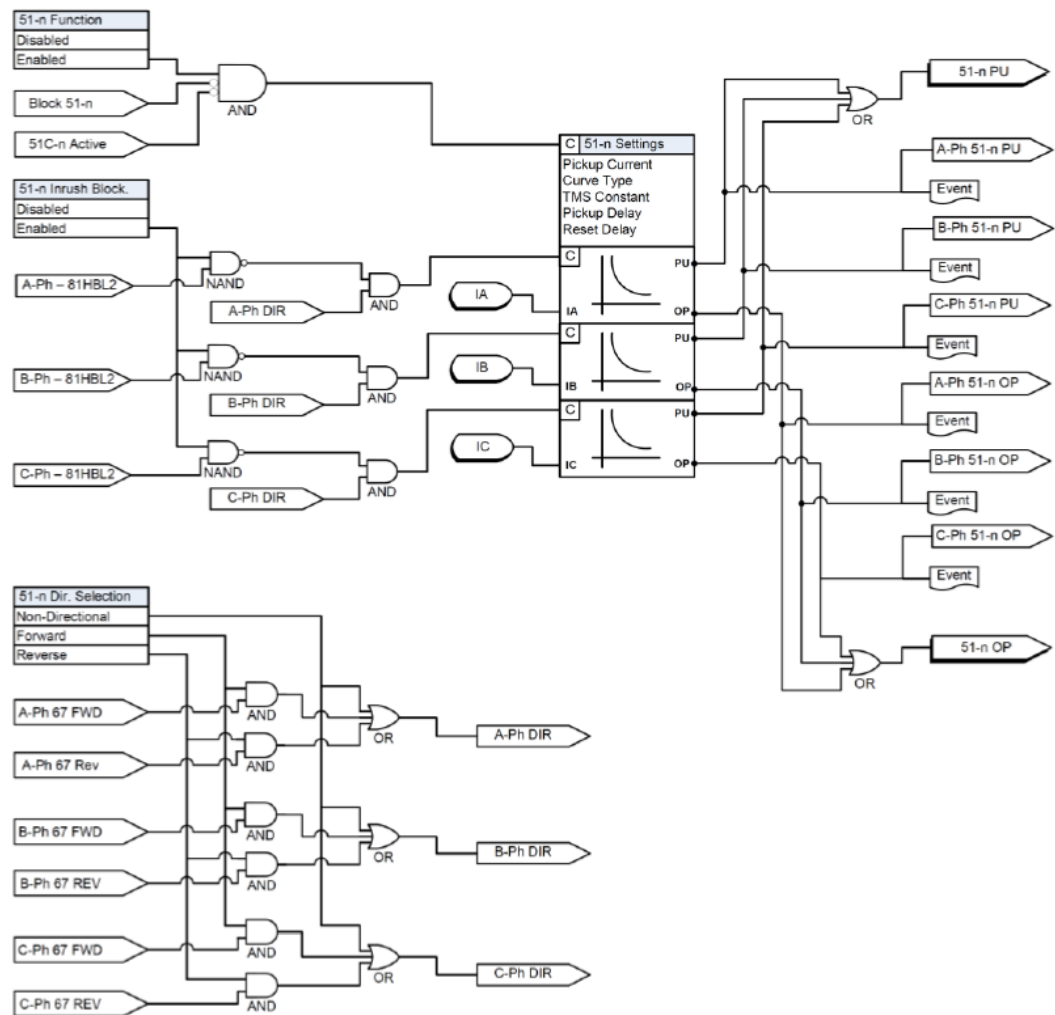 51-n Function
Disabled
Enabled
Block 51-n
51C-n Active
AND
51-n Inrush Block.
Disabled
Enabled
A-Ph – 81HBL2
NAND
A-Ph DIR
AND
B-Ph – 81HBL2
NAND
B-Ph DIR
AND
C-Ph – 81HBL2
NAND
C-Ph DIR
AND
C 51-n Settings
Pickup Current
Curve Type
TMS Constant
Pickup Delay
Reset Delay
C
PU
IA
IA
OP
C
PU
IB
IB
OP
C
PU
IC
IC
OP
OR
51-n PU
A-Ph 51-n PU
Event
B-Ph 51-n PU
Event
C-Ph 51-n PU
Event
A-Ph 51-n OP
Event
B-Ph 51-n OP
Event
C-Ph 51-n OP
Event
OR
51-n OP
51-n Dir. Selection
Non-Directional
Forward
Reverse
A-Ph 67 FWD
AND
A-Ph 67 Rev
AND
OR
A-Ph DIR
B-Ph 67 FWD
AND
B-Ph 67 REV
AND
OR
B-Ph DIR
C-Ph 67 FWD
AND
C-Ph 67 REV
AND
OR
C-Ph DIR